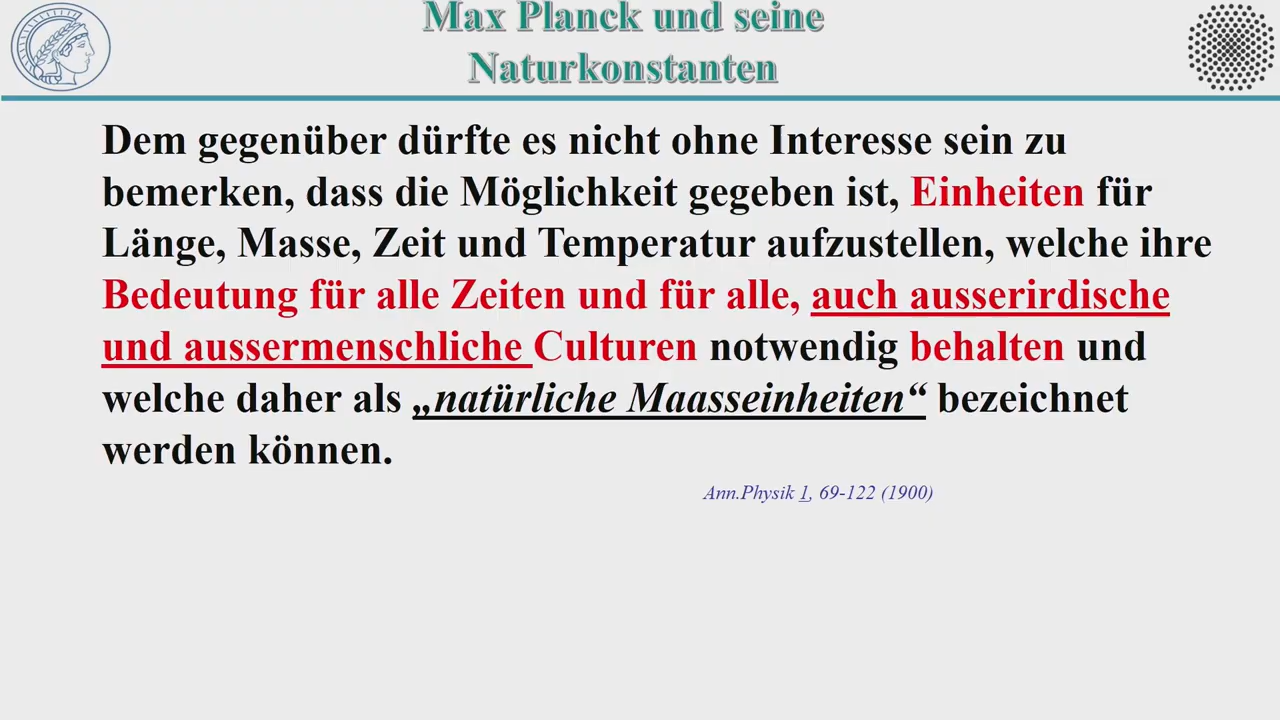 Max Planck und seine
Naturkonstanten
Dem gegenüber dürfte es nicht ohne Interesse sein zu
bemerken, dass die Möglichkeit gegeben ist, Einheiten für
Länge, Masse, Zeit und Temperatur aufzustellen, welche ihre
Bedeutung für alle Zeiten und für alle, auch ausserirdische
und aussermenschliche Culturen notwendig behalten und
welche daher als „natürliche Maasseinheiten“ bezeichnet
werden können.
Ann.Physik 1, 69-122 (1900)